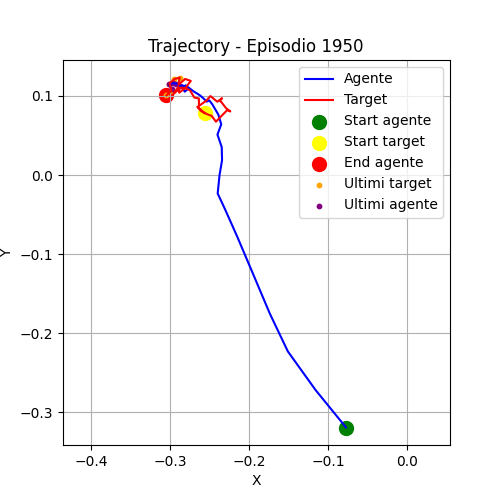 Trajectory - Episodio 1950
Agente
Target
Start agente
Start target
End agente
Ultimi target
Ultimi agente
0.1
0.0
−0.1
−0.2
−0.3
Y
−0.4
−0.3
−0.2
−0.1
0.0
X